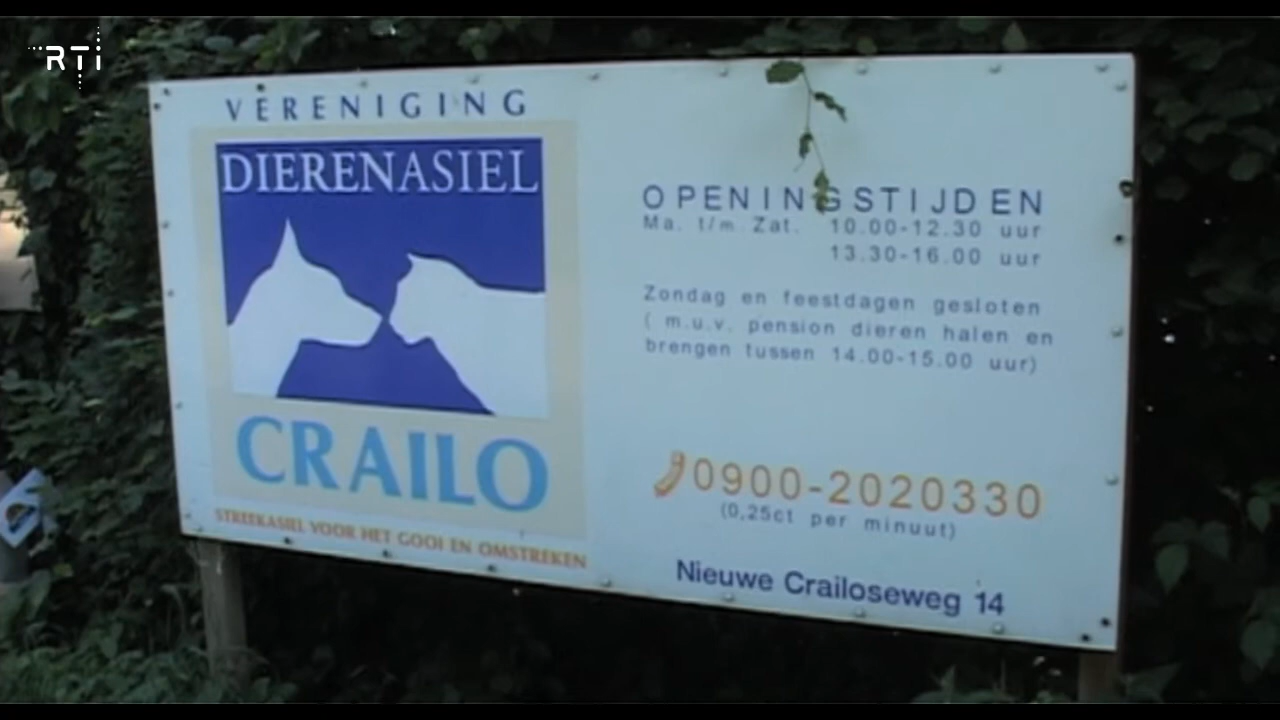 RTi
VERENIGING
DIERENASIEL
CRAILO
STREEKASIEL VOOR HET GOOI EN OMSTREKEN
OPENINGSTIJDEN
Ma. t/m Zat. 10.00-12.30 uur
13.30-16.00 uur
Zondag en feestdagen gesloten
( m.u.v. pension dieren halen en
brengen tussen 14.00-15.00 uur)
0900-2020330
(0,25ct per minuut)
Nieuwe Crailoseweg 14